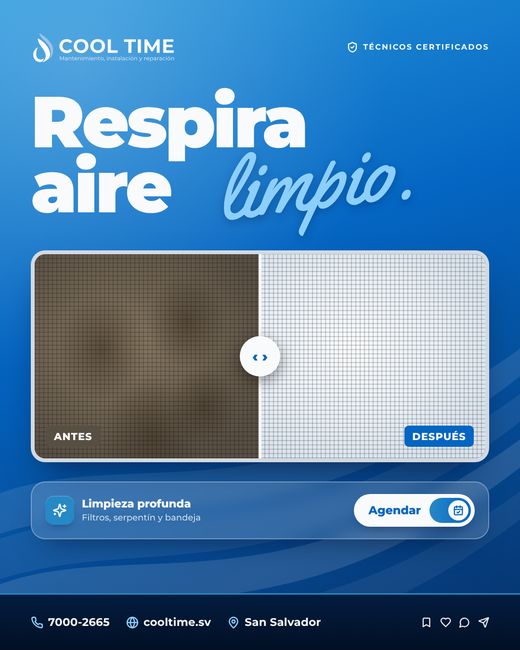 COOL TIME
Mantenimiento, instalación y reparación
TÉCNICOS CERTIFICADOS
Respira
aire limpio.
ANTES
DESPUÉS
Limpieza profunda
Filtros, serpentín y bandeja
Agendar
7000-2665
cooltime.sv
San Salvador